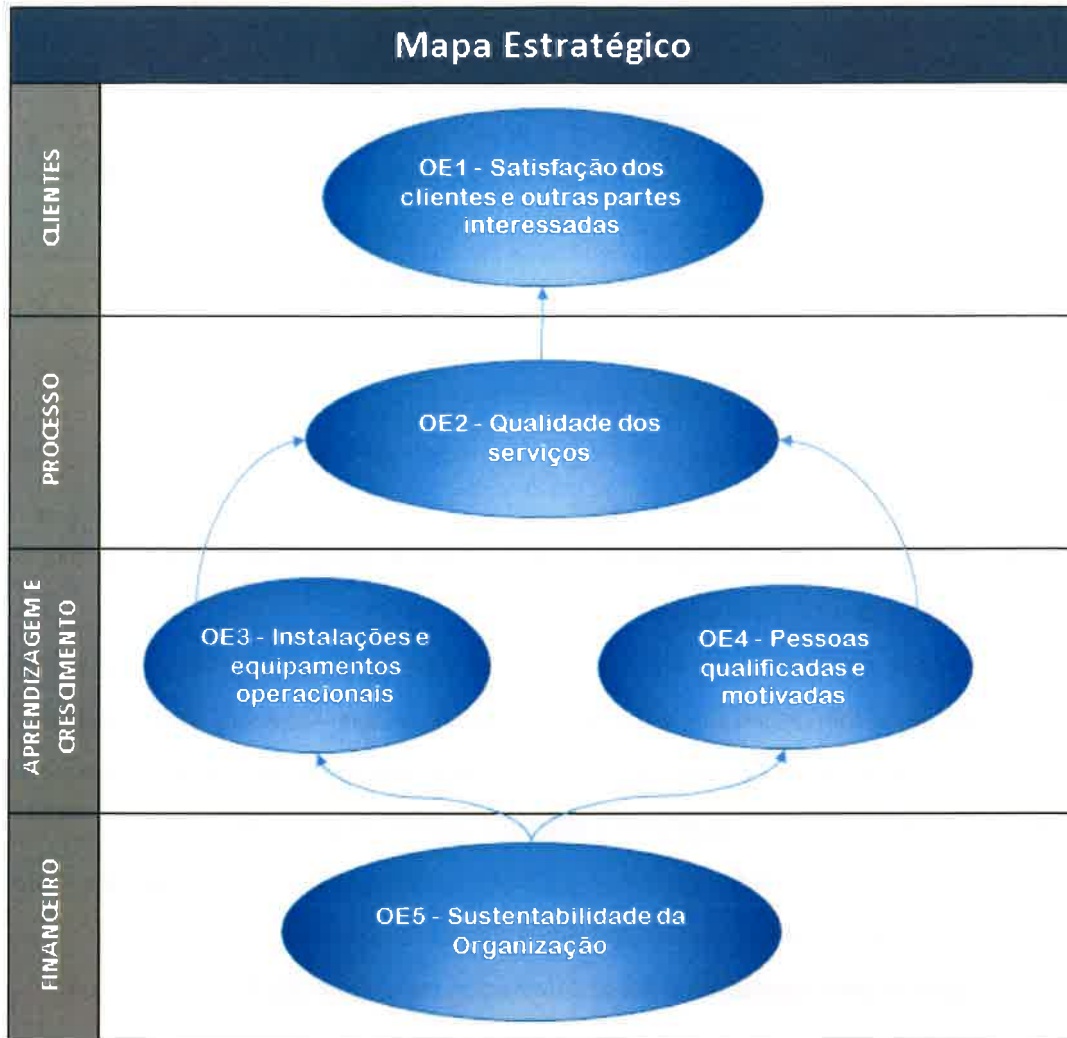 Mapa Estratégico
CLIENTES
OE1 - Satisfação dos
clientes e outras partes
interessadas
PROCESSO
OE2 - Qualidade dos
serviços
APRENDIZAGEM E
CRESCIMENTO
OE3 - Instalações e
equipamentos
operacionais
OE4 - Pessoas
qualificadas e
motivadas
FINANCEIRO
OE5 - Sustentabilidade da
Organização